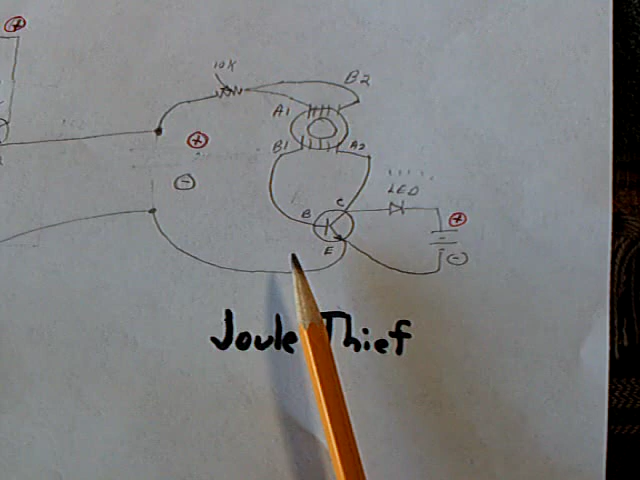 +
10K
B2
A1
+
B1
A2
-
LED
C
B
+
E
-
Joule Thief